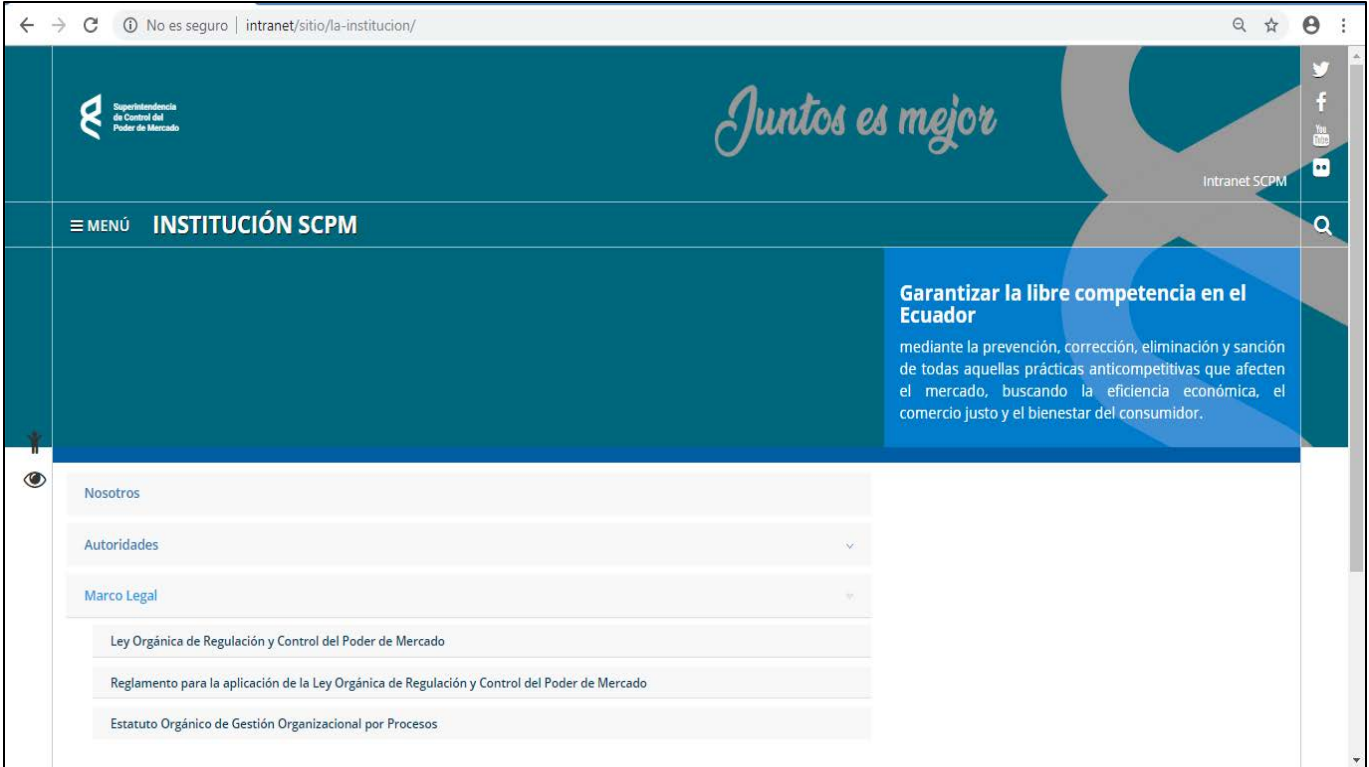 No es seguro | intranet/sitio/la-institucion/
Superintendencia
de Control del
Poder de Mercado
Juntos es mejor
You
Tube
Intranet SCPM
MENÚ INSTITUCIÓN SCPM
Garantizar la libre competencia en el
Ecuador
mediante la prevención, corrección, eliminación y sanción
de todas aquellas prácticas anticompetitivas que afecten
el mercado, buscando la eficiencia económica, el
comercio justo y el bienestar del consumidor.
Nosotros
Autoridades
Marco Legal
Ley Orgánica de Regulación y Control del Poder de Mercado
Reglamento para la aplicación de la Ley Orgánica de Regulación y Control del Poder de Mercado
Estatuto Orgánico de Gestión Organizacional por Procesos